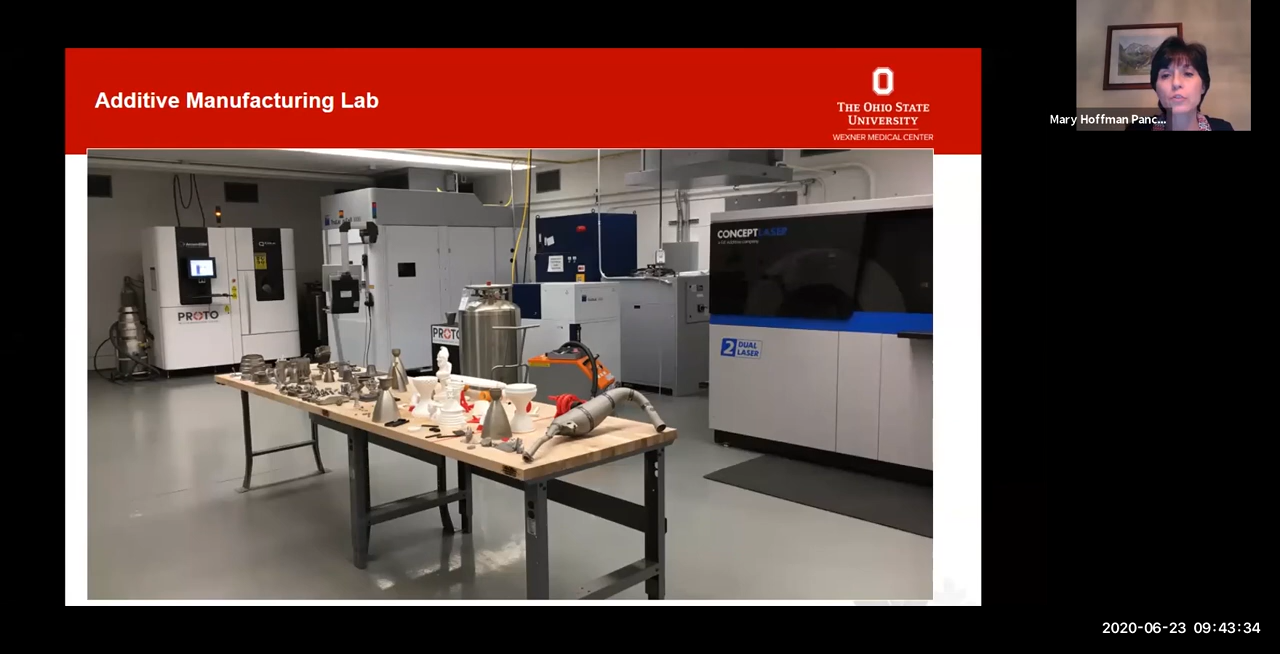 Additive Manufacturing Lab
THE OHIO STATE
UNIVERSITY
WEXNER MEDICAL CENTER
Mary Hoffman Panc...
CONCEPT LASER
PROTO
PROTO
2 DUAL
LASER
2020-06-23 09:43:34